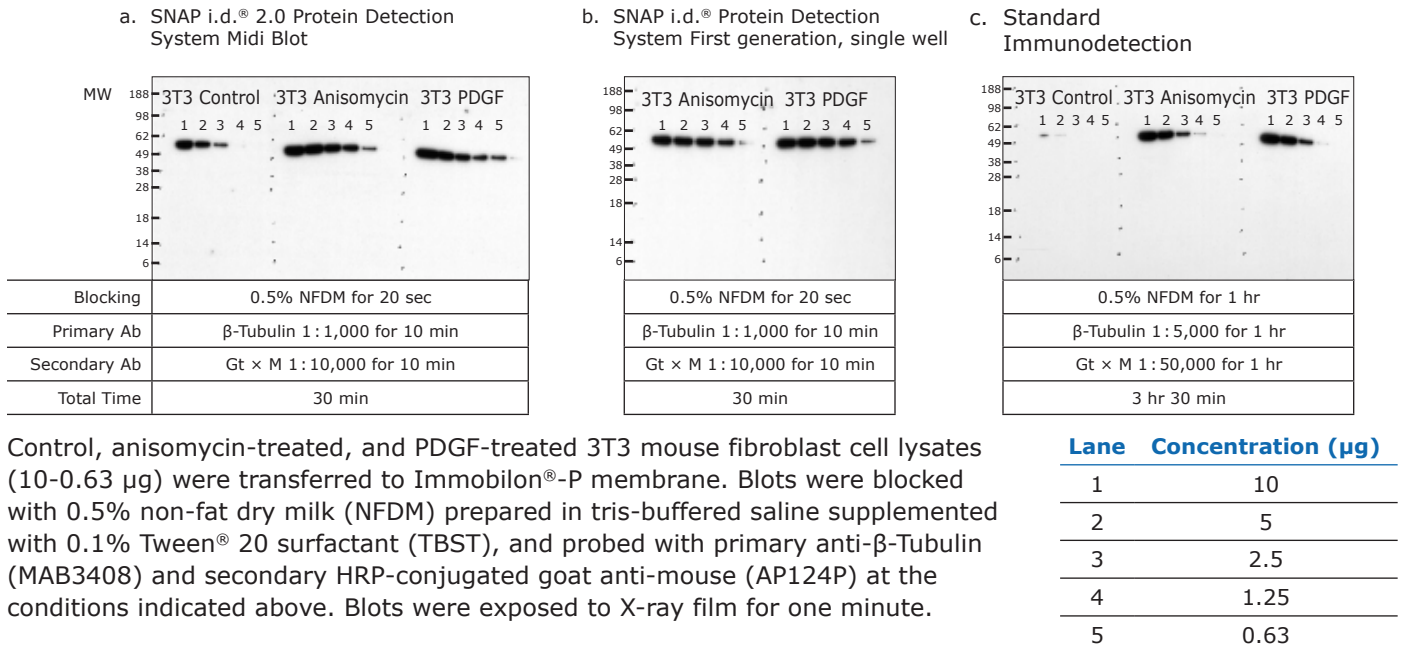 a. SNAP i.d.® 2.0 Protein Detection
System Midi Blot
MW
188
98
62
49
38
28
18
14
6
3T3 Control 3T3 Anisomycin 3T3 PDGF
1 2 3 4 5 1 2 3 4 5 1 2 3 4 5
Blocking 0.5% NFDM for 20 sec
Primary Ab β-Tubulin 1:1,000 for 10 min
Secondary Ab Gt × M 1:10,000 for 10 min
Total Time 30 min
b. SNAP i.d.® Protein Detection
System First generation, single well
188
98
62
49
38
28
18
14
6
3T3 Anisomycin 3T3 PDGF
1 2 3 4 5 1 2 3 4 5
0.5% NFDM for 20 sec
β-Tubulin 1:1,000 for 10 min
Gt × M 1:10,000 for 10 min
30 min
c. Standard
Immunodetection
188
98
62
49
38
28
18
14
6
3T3 Control 3T3 Anisomycin 3T3 PDGF
1 2 3 4 5 1 2 3 4 5 1 2 3 4 5
0.5% NFDM for 1 hr
β-Tubulin 1:5,000 for 1 hr
Gt × M 1:50,000 for 1 hr
3 hr 30 min
Control, anisomycin-treated, and PDGF-treated 3T3 mouse fibroblast cell lysates
(10-0.63 µg) were transferred to Immobilon®-P membrane. Blots were blocked
with 0.5% non-fat dry milk (NFDM) prepared in tris-buffered saline supplemented
with 0.1% Tween® 20 surfactant (TBST), and probed with primary anti-β-Tubulin
(MAB3408) and secondary HRP-conjugated goat anti-mouse (AP124P) at the
conditions indicated above. Blots were exposed to X-ray film for one minute.
Lane Concentration (µg)
1 10
2 5
3 2.5
4 1.25
5 0.63